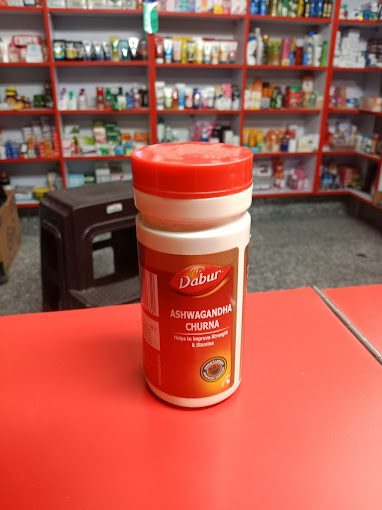 Dabur
ASHWAGANDHA
CHURNA
Helps to Improve Strength
& Stamina